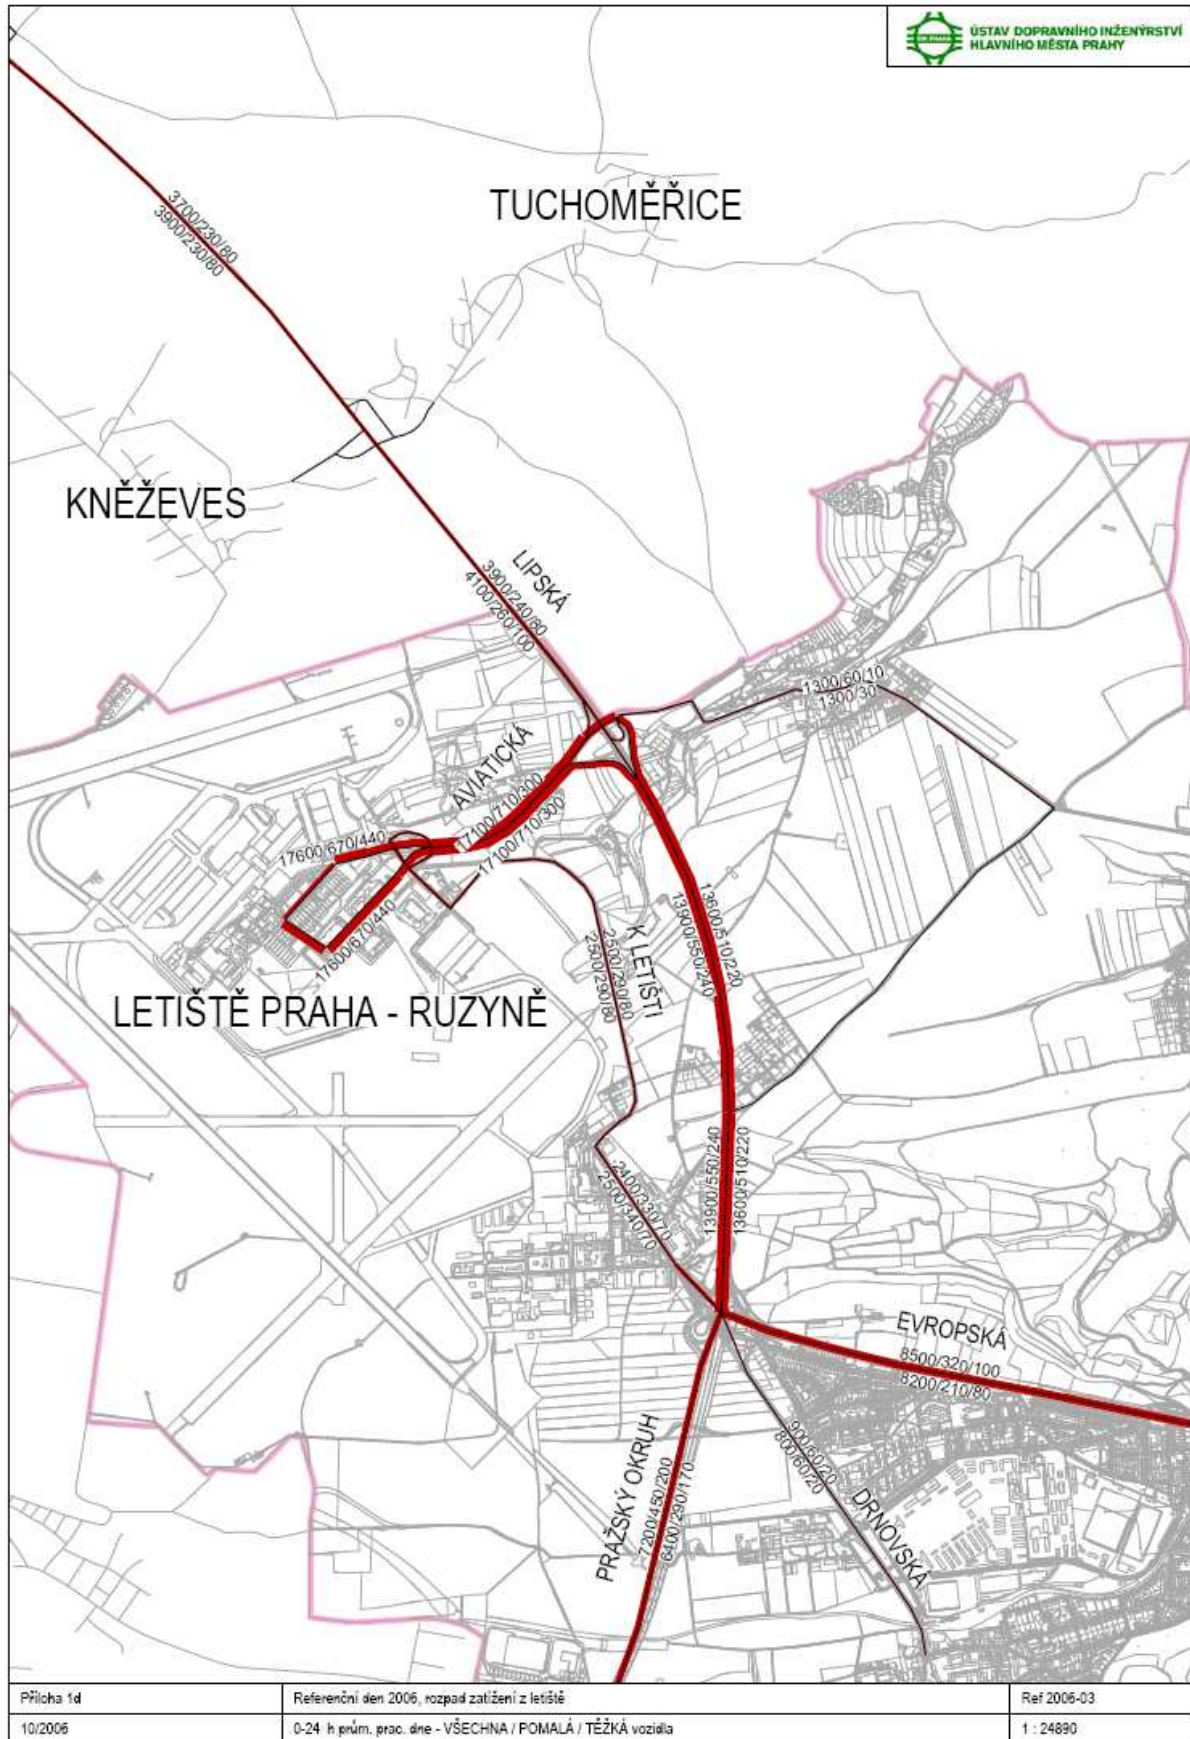 ÚSTAV DOPRAVNÍHO INŽENÝRSTVÍ
HLAVNÍHO MĚSTA PRAHY
3700/230/80
3900/230/80
TUCHOMĚŘICE
KNĚŽEVES
LIPSKÁ
3900/240/80
4100/260/100
1300/60/10
1300/30
AVIATICKÁ
17100/710/300
17100/710/300
17600/670/440
17600/670/440
13600/510/220
13900/550/240
K LETIŠTI
2500/290/80
2500/290/80
LETIŠTĚ PRAHA - RUZYNĚ
13900/550/240
13600/510/220
2400/330/70
2500/340/70
EVROPSKÁ
8500/320/100
8200/210/80
PRAŽSKÝ OKRUH
7200/450/200
6400/290/170
900/60/20
800/60/20
DRNOVSKÁ
Příloha 1d
Referenční den 2006, rozpad zatížení z letiště
Ref 2006-03
10/2006
0-24 h prům. prac. dne - VŠECHNA / POMALÁ / TĚŽKÁ vozidla
1 : 24890